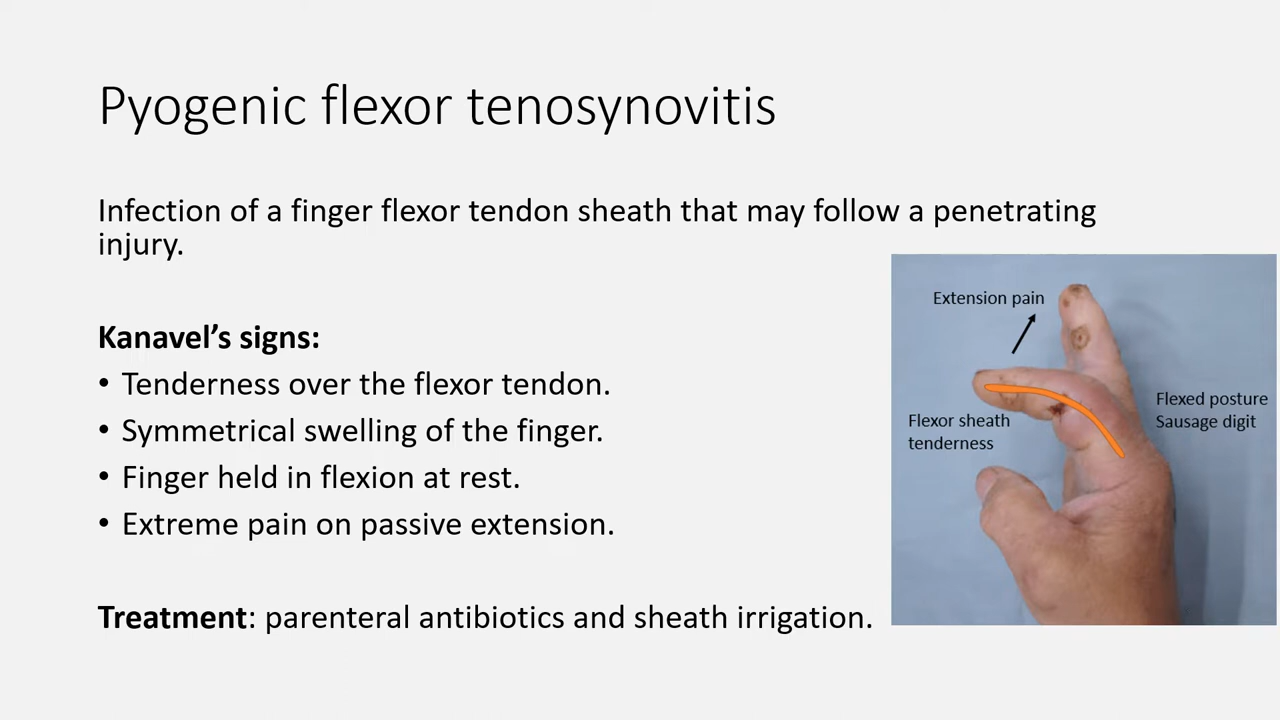 Pyogenic flexor tenosynovitis
Infection of a finger flexor tendon sheath that may follow a penetrating
injury.
Kanavel’s signs:
• Tenderness over the flexor tendon.
• Symmetrical swelling of the finger.
• Finger held in flexion at rest.
• Extreme pain on passive extension.
Treatment: parenteral antibiotics and sheath irrigation.
Extension pain
Flexor sheath
tenderness
Flexed posture
Sausage digit